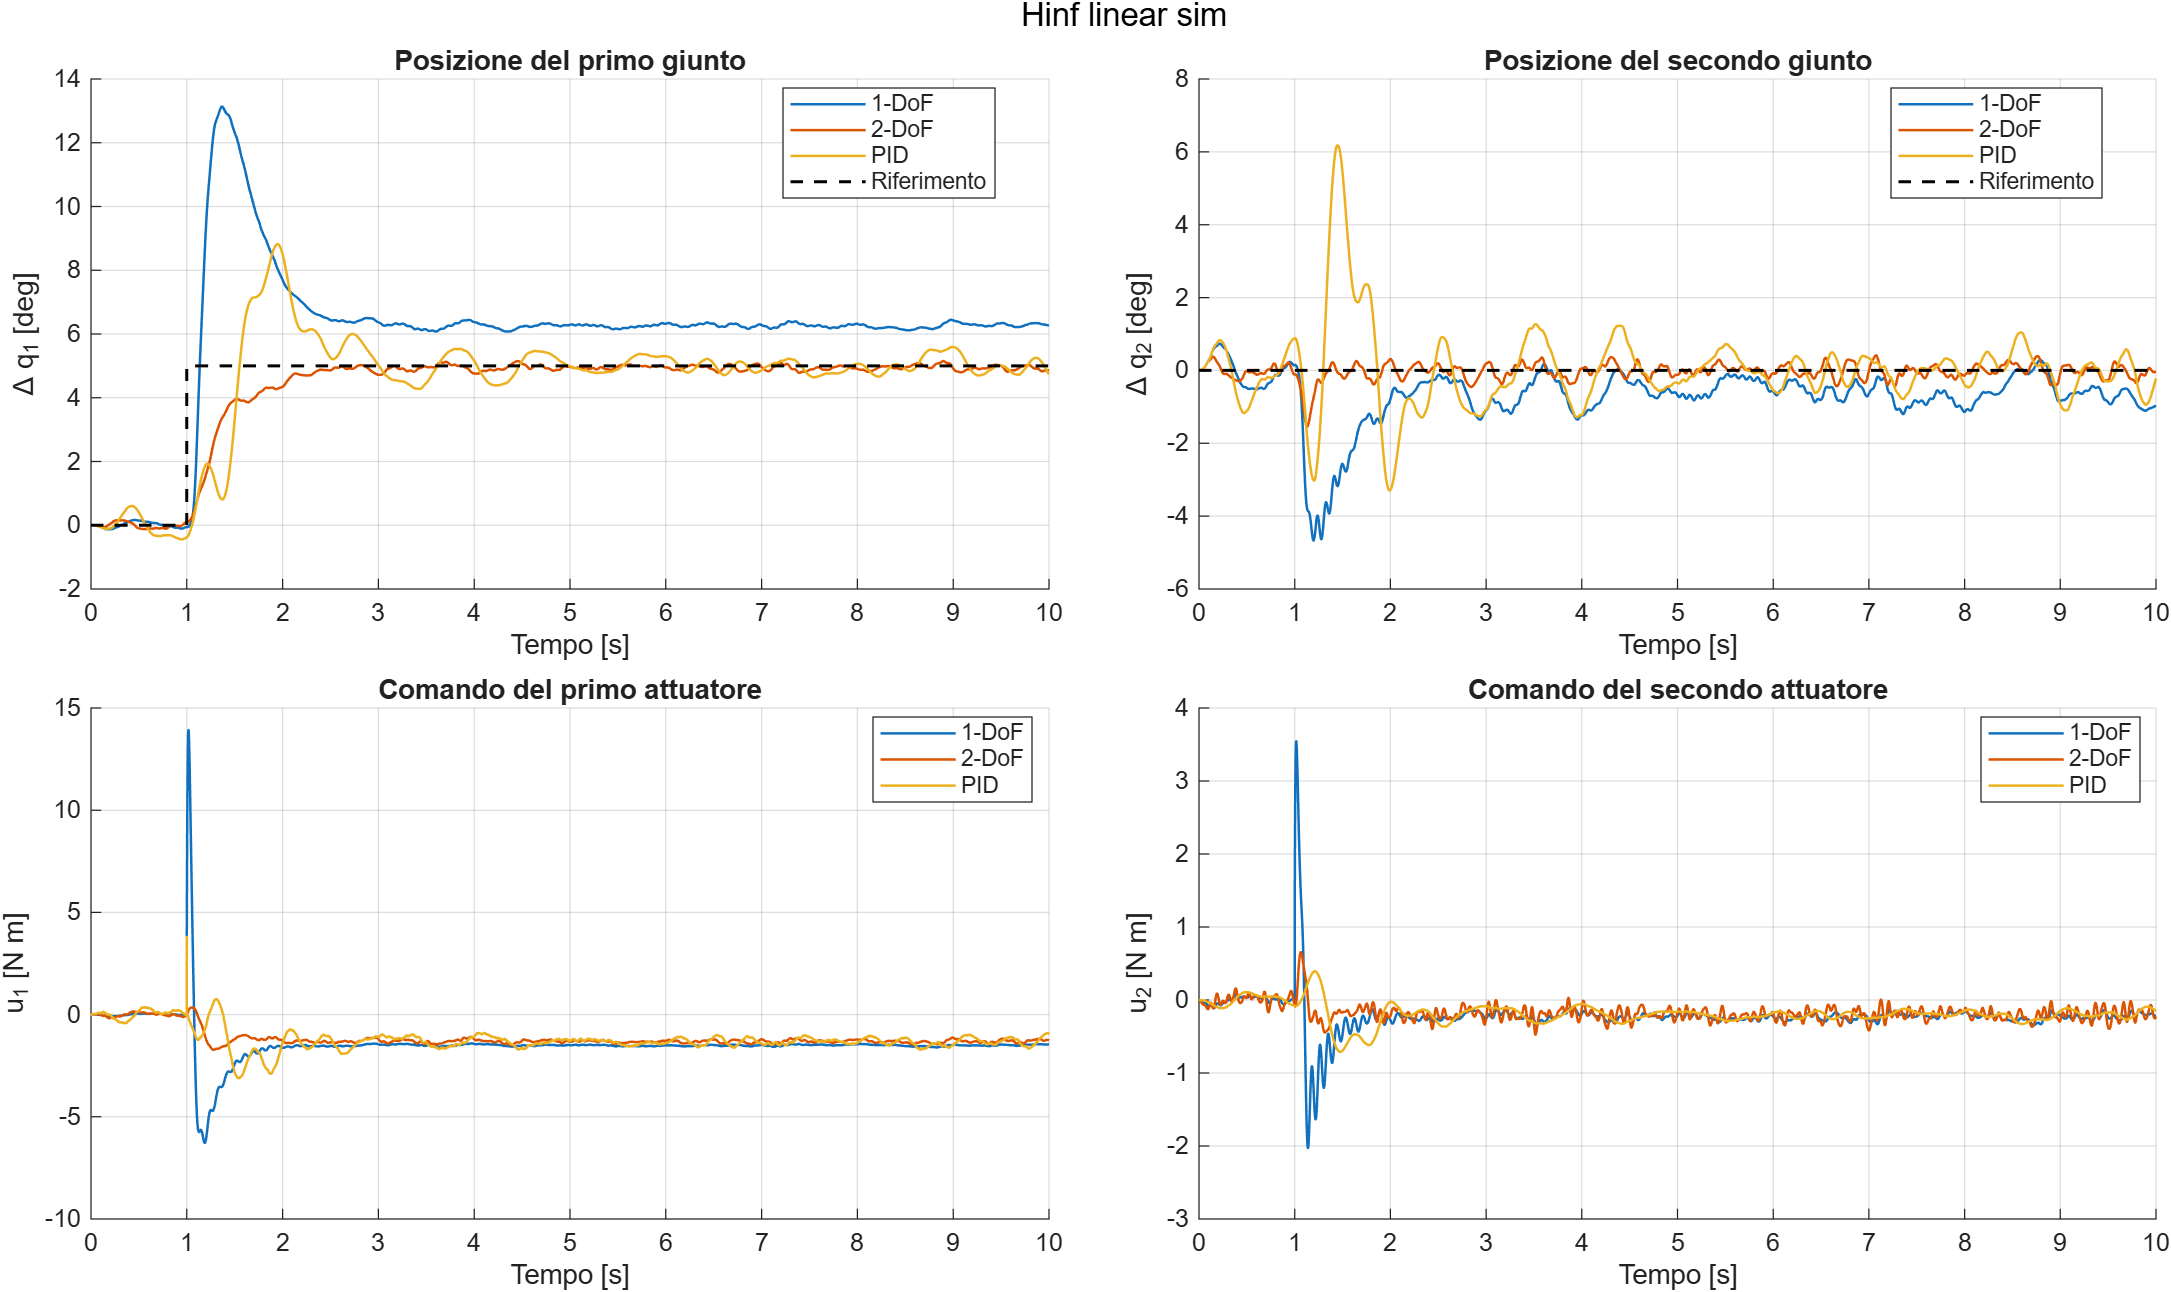 Hinf linear sim
Posizione del primo giunto
14
12
10
8
6
4
2
0
-2
Δ q1 [deg]
1-DoF
2-DoF
PID
Riferimento
0 1 2 3 4 5 6 7 8 9 10
Tempo [s]
Posizione del secondo giunto
8
6
4
2
0
-2
-4
-6
Δ q2 [deg]
1-DoF
2-DoF
PID
Riferimento
0 1 2 3 4 5 6 7 8 9 10
Tempo [s]
Comando del primo attuatore
15
10
5
0
-5
-10
u1 [N m]
1-DoF
2-DoF
PID
0 1 2 3 4 5 6 7 8 9 10
Tempo [s]
Comando del secondo attuatore
4
3
2
1
0
-1
-2
-3
u2 [N m]
1-DoF
2-DoF
PID
0 1 2 3 4 5 6 7 8 9 10
Tempo [s]